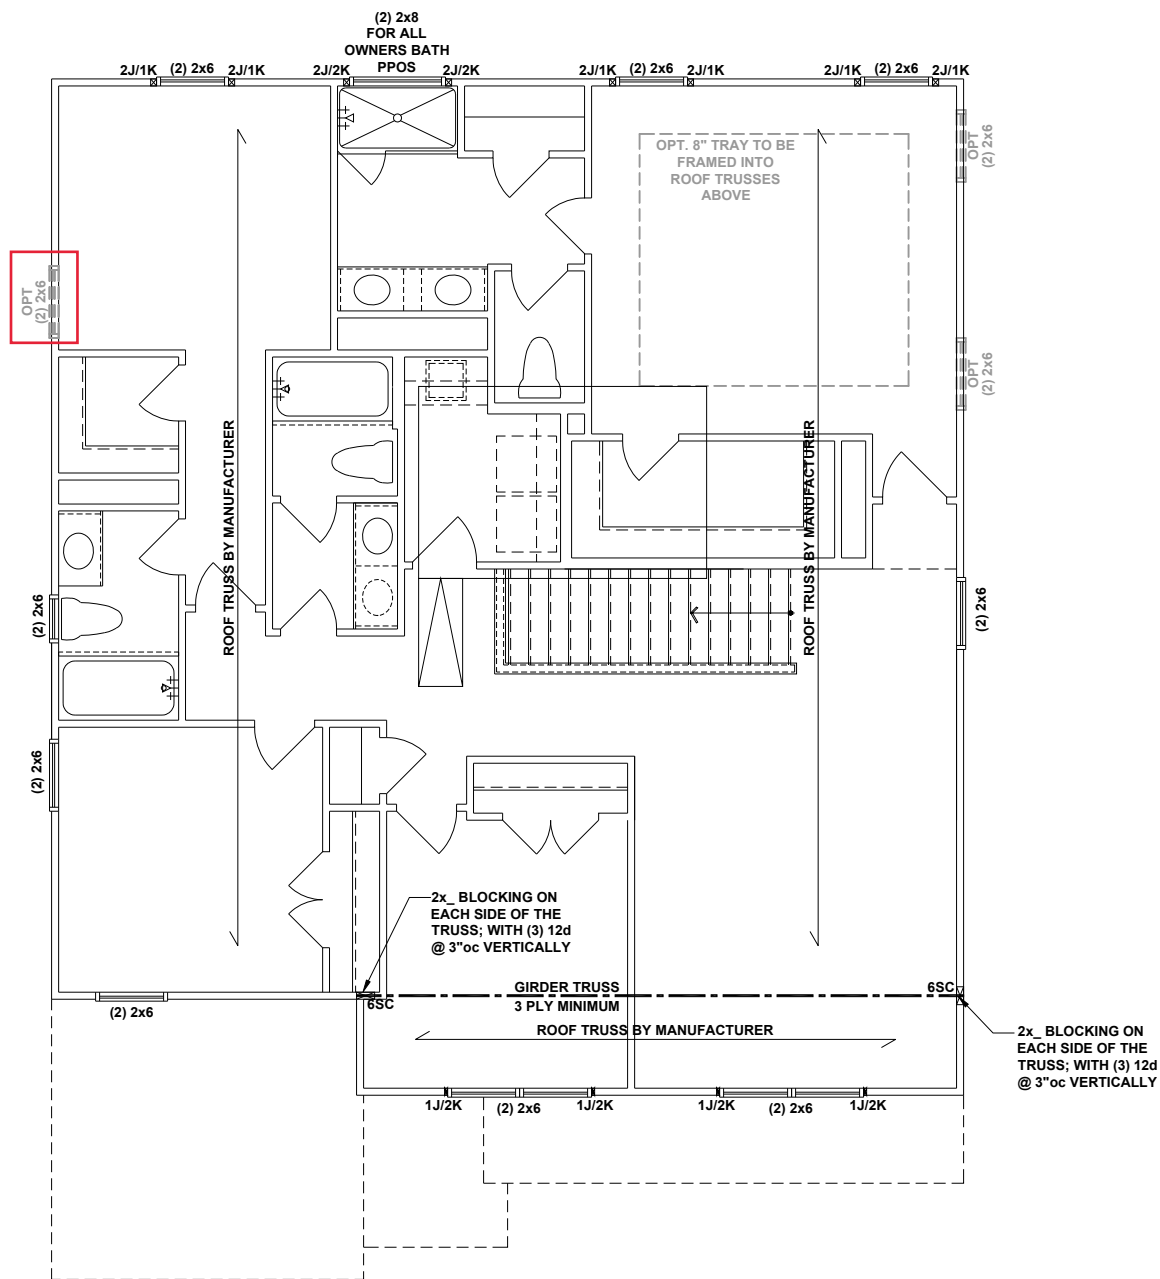 (2) 2x8
FOR ALL
OWNERS BATH
PPOS
2J/1K
(2) 2x6
2J/1K
2J/2K
2J/2K
2J/1K
(2) 2x6
2J/1K
2J/1K
(2) 2x6
2J/1K
OPT
(2) 2x6
OPT. 8" TRAY TO BE
FRAMED INTO
ROOF TRUSSES
ABOVE
OPT
(2) 2x6
OPT
(2) 2x6
ROOF TRUSS BY MANUFACTURER
ROOF TRUSS BY MANUFACTURER
(2) 2x6
(2) 2x6
(2) 2x6
2x_ BLOCKING ON
EACH SIDE OF THE
TRUSS; WITH (3) 12d
@ 3"oc VERTICALLY
GIRDER TRUSS
3 PLY MINIMUM
6SC
6SC
(2) 2x6
ROOF TRUSS BY MANUFACTURER
2x_ BLOCKING ON
EACH SIDE OF THE
TRUSS; WITH (3) 12d
@ 3"oc VERTICALLY
1J/2K
(2) 2x6
1J/2K
1J/2K
(2) 2x6
1J/2K